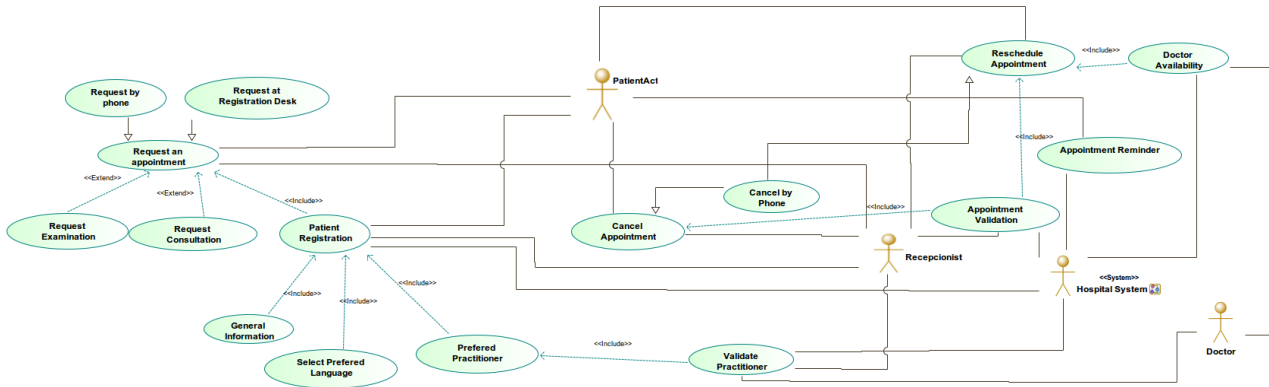 <<Include>>
Reschedule
Appointment
<<Include>>
Doctor
Availability
PatientAct
Request by
phone
Request at
Registration Desk
<<Include>>
Request an
appointment
Appointment Reminder
<<Extend>>
<<Extend>>
<<Include>>
Cancel by
Phone
<<Include>>
Appointment
Validation
Request
Examination
Request
Consultation
Patient
Registration
Cancel
Appointment
Recepcionist
<<System>>
Hospital System
<<Include>>
<<Include>>
<<Include>>
General
Information
Select Prefered
Language
Prefered
Practitioner
<<Include>>
Validate
Practitioner
Doctor